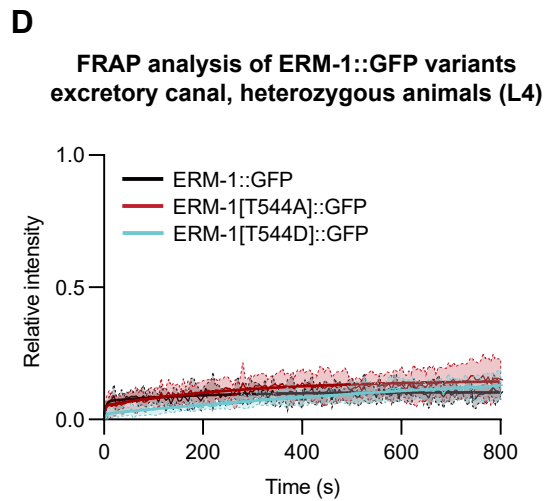 D
FRAP analysis of ERM-1::GFP variants
excretory canal, heterozygous animals (L4)
1.0
ERM-1::GFP
ERM-1[T544A]::GFP
ERM-1[T544D]::GFP
0.5
Relative intensity
0.0
0 200 400 600 800
Time (s)